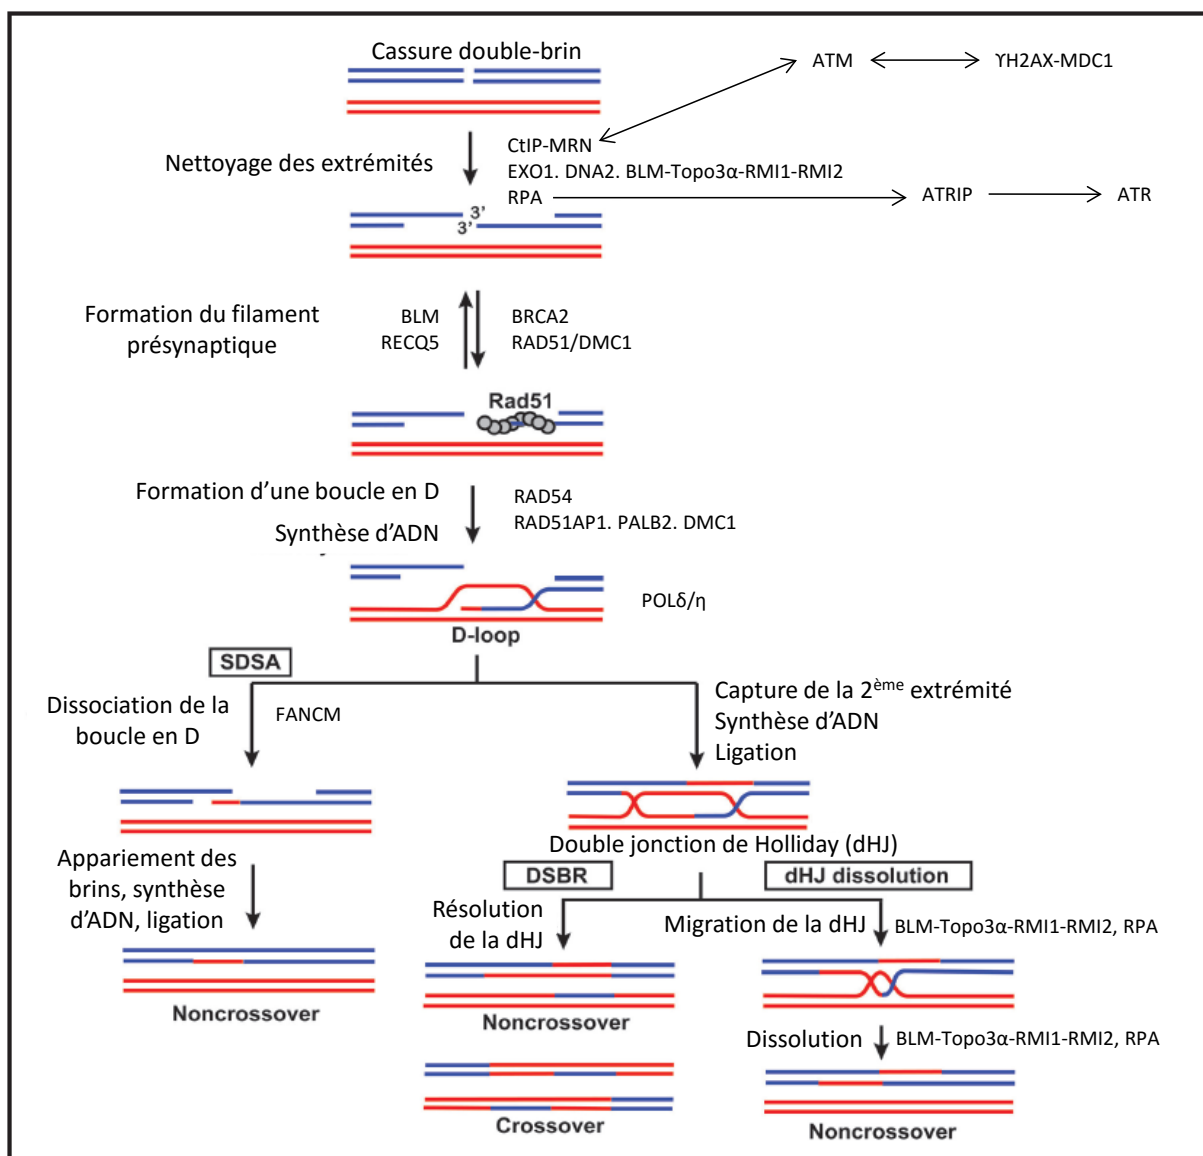 Cassure double-brin
ATM
ϒH2AX-MDC1
Nettoyage des extrémités
CtIP-MRN
EXO1. DNA2. BLM-Topo3α-RMI1-RMI2
RPA
ATRIP
ATR
3’
3’
Formation du filament
présynaptique
BLM
RECQ5
BRCA2
RAD51/DMC1
Rad51
Formation d’une boucle en D
Synthèse d’ADN
RAD54
RAD51AP1. PALB2. DMC1
POLδ/η
D-loop
SDSA
Dissociation de la
boucle en D
FANCM
Capture de la 2ème extrémité
Synthèse d’ADN
Ligation
Appariement des
brins, synthèse
d’ADN, ligation
Noncrossover
Double jonction de Holliday (dHJ)
DSBR
dHJ dissolution
Résolution
de la dHJ
Migration de la dHJ
BLM-Topo3α-RMI1-RMI2, RPA
Noncrossover
Crossover
Dissolution
BLM-Topo3α-RMI1-RMI2, RPA
Noncrossover